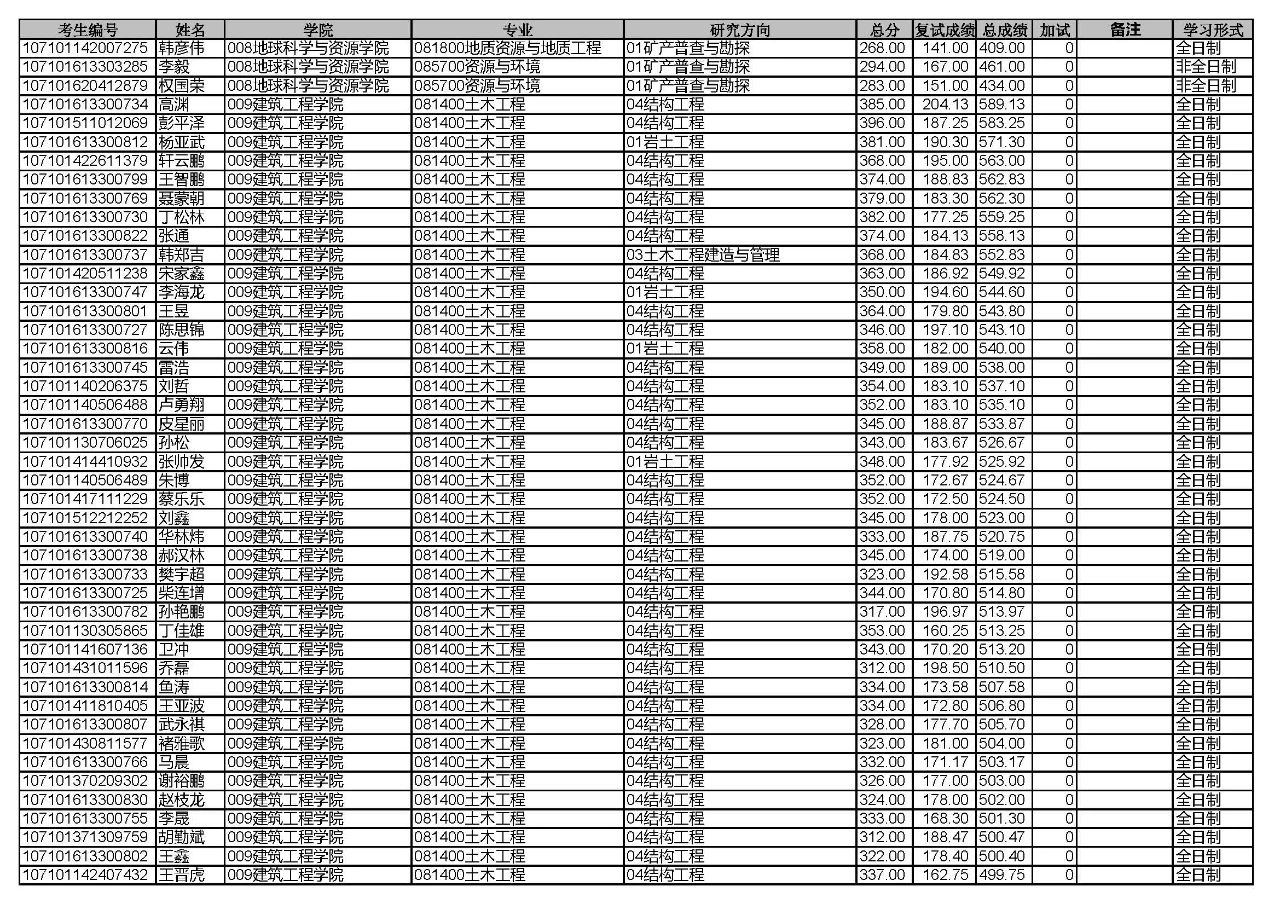 考生编号 姓名 学院 专业 研究方向 总分 复试成绩 总成绩 加试 备注 学习形式
107101142007275 韩彦伟 008地球科学与资源学院 081800地质资源与地质工程 01矿产普查与勘探 268.00 141.00 409.00 0 全日制
107101613303285 李毅 008地球科学与资源学院 085700资源与环境 01矿产普查与勘探 294.00 167.00 461.00 0 非全日制
107101620412879 权国荣 008地球科学与资源学院 085700资源与环境 01矿产普查与勘探 283.00 151.00 434.00 0 非全日制
107101613300734 高渊 009建筑工程学院 081400土木工程 04结构工程 385.00 204.13 589.13 0 全日制
107101511012069 彭平泽 009建筑工程学院 081400土木工程 04结构工程 396.00 187.25 583.25 0 全日制
107101613300812 杨亚武 009建筑工程学院 081400土木工程 01岩土工程 381.00 190.30 571.30 0 全日制
107101422611379 轩云鹏 009建筑工程学院 081400土木工程 04结构工程 368.00 195.00 563.00 0 全日制
107101613300799 王智鹏 009建筑工程学院 081400土木工程 04结构工程 374.00 188.83 562.83 0 全日制
107101613300769 聂蒙朝 009建筑工程学院 081400土木工程 04结构工程 379.00 183.30 562.30 0 全日制
107101613300730 丁松林 009建筑工程学院 081400土木工程 04结构工程 382.00 177.25 559.25 0 全日制
107101613300822 张通 009建筑工程学院 081400土木工程 04结构工程 374.00 184.13 558.13 0 全日制
107101613300737 韩郑吉 009建筑工程学院 081400土木工程 03土木工程建造与管理 368.00 184.83 552.83 0 全日制
107101420511238 宋家鑫 009建筑工程学院 081400土木工程 04结构工程 363.00 186.92 549.92 0 全日制
107101613300747 李海龙 009建筑工程学院 081400土木工程 01岩土工程 350.00 194.60 544.60 0 全日制
107101613300801 王昱 009建筑工程学院 081400土木工程 04结构工程 364.00 179.80 543.80 0 全日制
107101613300727 陈思锦 009建筑工程学院 081400土木工程 04结构工程 346.00 197.10 543.10 0 全日制
107101613300816 云伟 009建筑工程学院 081400土木工程 01岩土工程 358.00 182.00 540.00 0 全日制
107101613300745 雷浩 009建筑工程学院 081400土木工程 04结构工程 349.00 189.00 538.00 0 全日制
107101140206375 刘哲 009建筑工程学院 081400土木工程 04结构工程 354.00 183.10 537.10 0 全日制
107101140506488 卢勇翔 009建筑工程学院 081400土木工程 04结构工程 352.00 183.10 535.10 0 全日制
107101613300770 皮星丽 009建筑工程学院 081400土木工程 04结构工程 345.00 188.87 533.87 0 全日制
107101130706025 孙松 009建筑工程学院 081400土木工程 04结构工程 343.00 183.67 526.67 0 全日制
107101414410932 张帅发 009建筑工程学院 081400土木工程 01岩土工程 348.00 177.92 525.92 0 全日制
107101140506489 朱博 009建筑工程学院 081400土木工程 04结构工程 352.00 172.67 524.67 0 全日制
107101417111229 蔡乐乐 009建筑工程学院 081400土木工程 04结构工程 352.00 172.50 524.50 0 全日制
107101512212252 刘鑫 009建筑工程学院 081400土木工程 04结构工程 345.00 178.00 523.00 0 全日制
107101613300740 华林炜 009建筑工程学院 081400土木工程 04结构工程 333.00 187.75 520.75 0 全日制
107101613300738 郝汉林 009建筑工程学院 081400土木工程 04结构工程 345.00 174.00 519.00 0 全日制
107101613300733 樊宇超 009建筑工程学院 081400土木工程 04结构工程 323.00 192.58 515.58 0 全日制
107101613300725 柴连增 009建筑工程学院 081400土木工程 04结构工程 344.00 170.80 514.80 0 全日制
107101613300782 孙艳鹏 009建筑工程学院 081400土木工程 04结构工程 317.00 196.97 513.97 0 全日制
107101130305865 丁佳雄 009建筑工程学院 081400土木工程 04结构工程 353.00 160.25 513.25 0 全日制
107101141607136 卫冲 009建筑工程学院 081400土木工程 04结构工程 343.00 170.20 513.20 0 全日制
107101431011596 乔磊 009建筑工程学院 081400土木工程 04结构工程 312.00 198.50 510.50 0 全日制
107101613300814 鱼涛 009建筑工程学院 081400土木工程 04结构工程 334.00 173.58 507.58 0 全日制
107101411810405 王亚波 009建筑工程学院 081400土木工程 04结构工程 334.00 172.80 506.80 0 全日制
107101613300807 武永祺 009建筑工程学院 081400土木工程 04结构工程 328.00 177.70 505.70 0 全日制
107101430811577 褚雅歌 009建筑工程学院 081400土木工程 04结构工程 323.00 181.00 504.00 0 全日制
107101613300766 马晨 009建筑工程学院 081400土木工程 04结构工程 332.00 171.17 503.17 0 全日制
107101370209302 谢裕鹏 009建筑工程学院 081400土木工程 04结构工程 326.00 177.00 503.00 0 全日制
107101613300830 赵枝龙 009建筑工程学院 081400土木工程 04结构工程 324.00 178.00 502.00 0 全日制
107101613300755 李晟 009建筑工程学院 081400土木工程 04结构工程 333.00 168.30 501.30 0 全日制
107101371309759 胡勤斌 009建筑工程学院 081400土木工程 04结构工程 312.00 188.47 500.47 0 全日制
107101613300802 王鑫 009建筑工程学院 081400土木工程 04结构工程 322.00 178.40 500.40 0 全日制
107101142407432 王晋虎 009建筑工程学院 081400土木工程 04结构工程 337.00 162.75 499.75 0 全日制